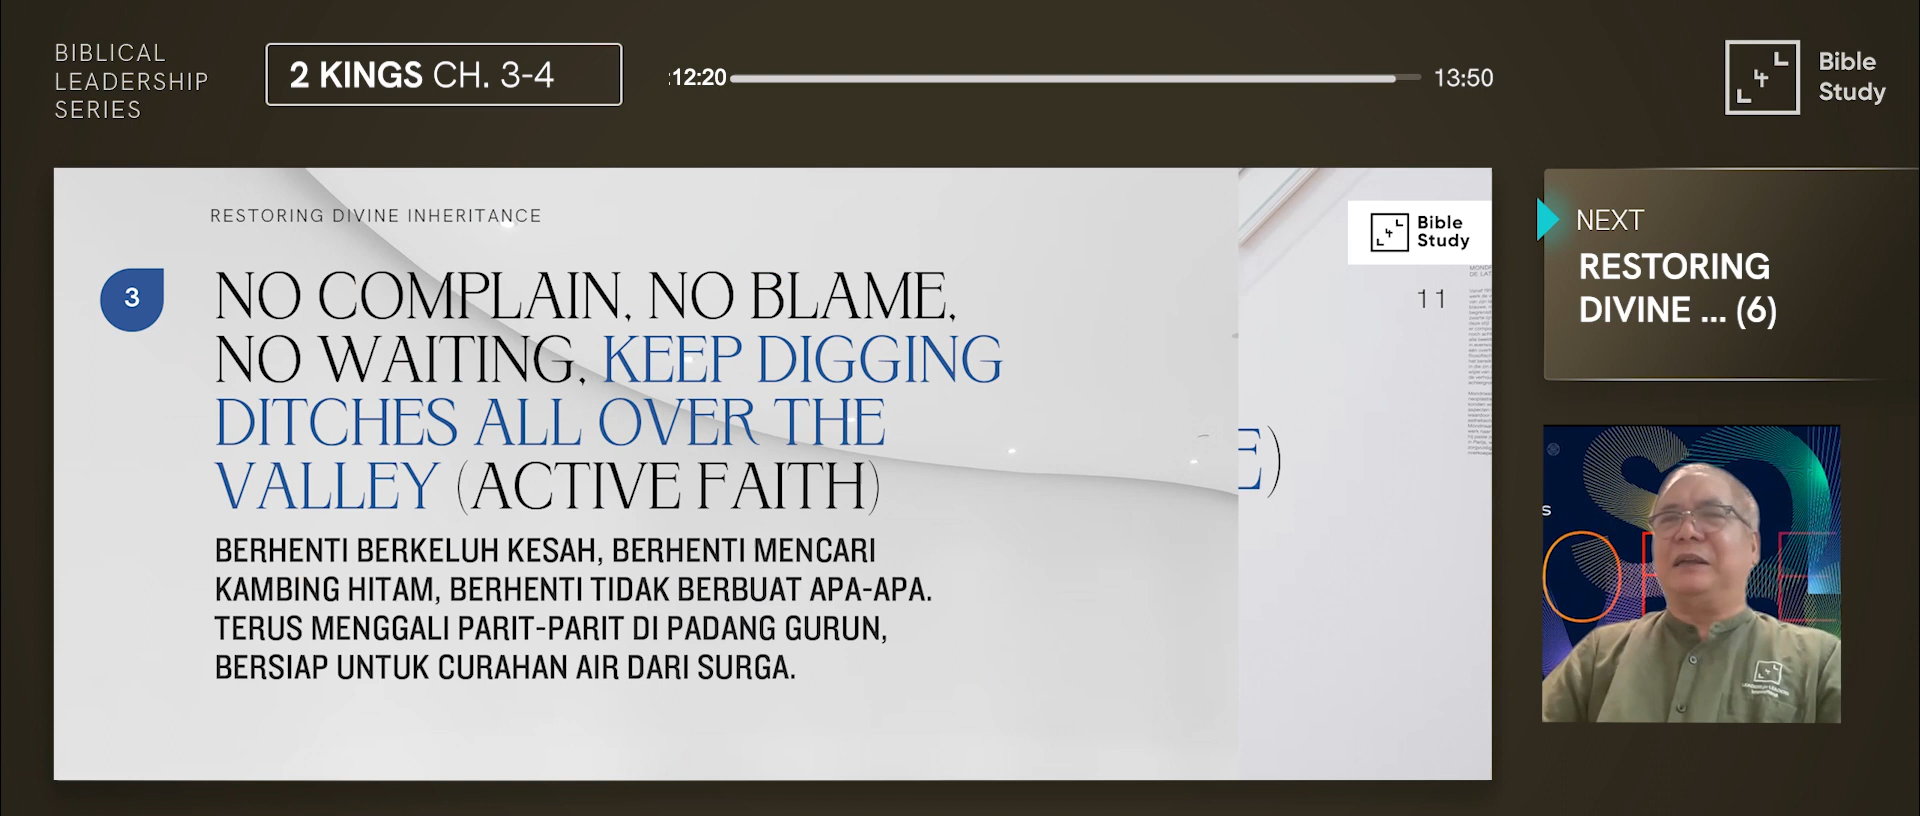 BIBLICAL
LEADERSHIP
SERIES
2 KINGS CH. 3-4
:12:20
13:50
Bible
Study
RESTORING DIVINE INHERITANCE
3
NO COMPLAIN, NO BLAME,
NO WAITING, KEEP DIGGING
DITCHES ALL OVER THE
VALLEY (ACTIVE FAITH)
BERHENTI BERKELUH KESAH, BERHENTI MENCARI
KAMBING HITAM, BERHENTI TIDAK BERBUAT APA-APA.
TERUS MENGGALI PARIT-PARIT DI PADANG GURUN,
BERSIAP UNTUK CURAHAN AIR DARI SURGA.
Bible
Study
11
E)
NEXT
RESTORING
DIVINE ... (6)
S